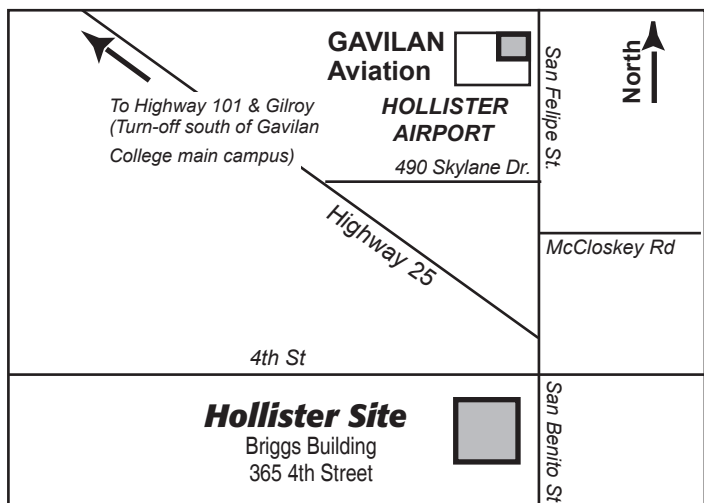 GAVILAN
Aviation
San Felipe St.
North
To Highway 101 & Gilroy
(Turn-off south of Gavilan
College main campus)
HOLLISTER
AIRPORT
490 Skylane Dr.
Highway 25
McCloskey Rd
4th St
Hollister Site
Briggs Building
365 4th Street
San Benito St